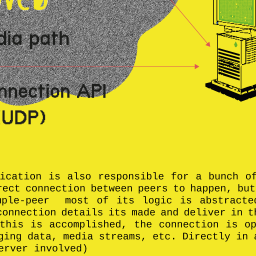 dia path
nnection API
UDP)
ication is also responsible for a bunch of
rect connection between peers to happen, but
mple-peer most of its logic is abstracted
connection details its made and deliver in th
this is accomplished, the connection is op
ging data, media streams, etc. Directly in a
server involved)